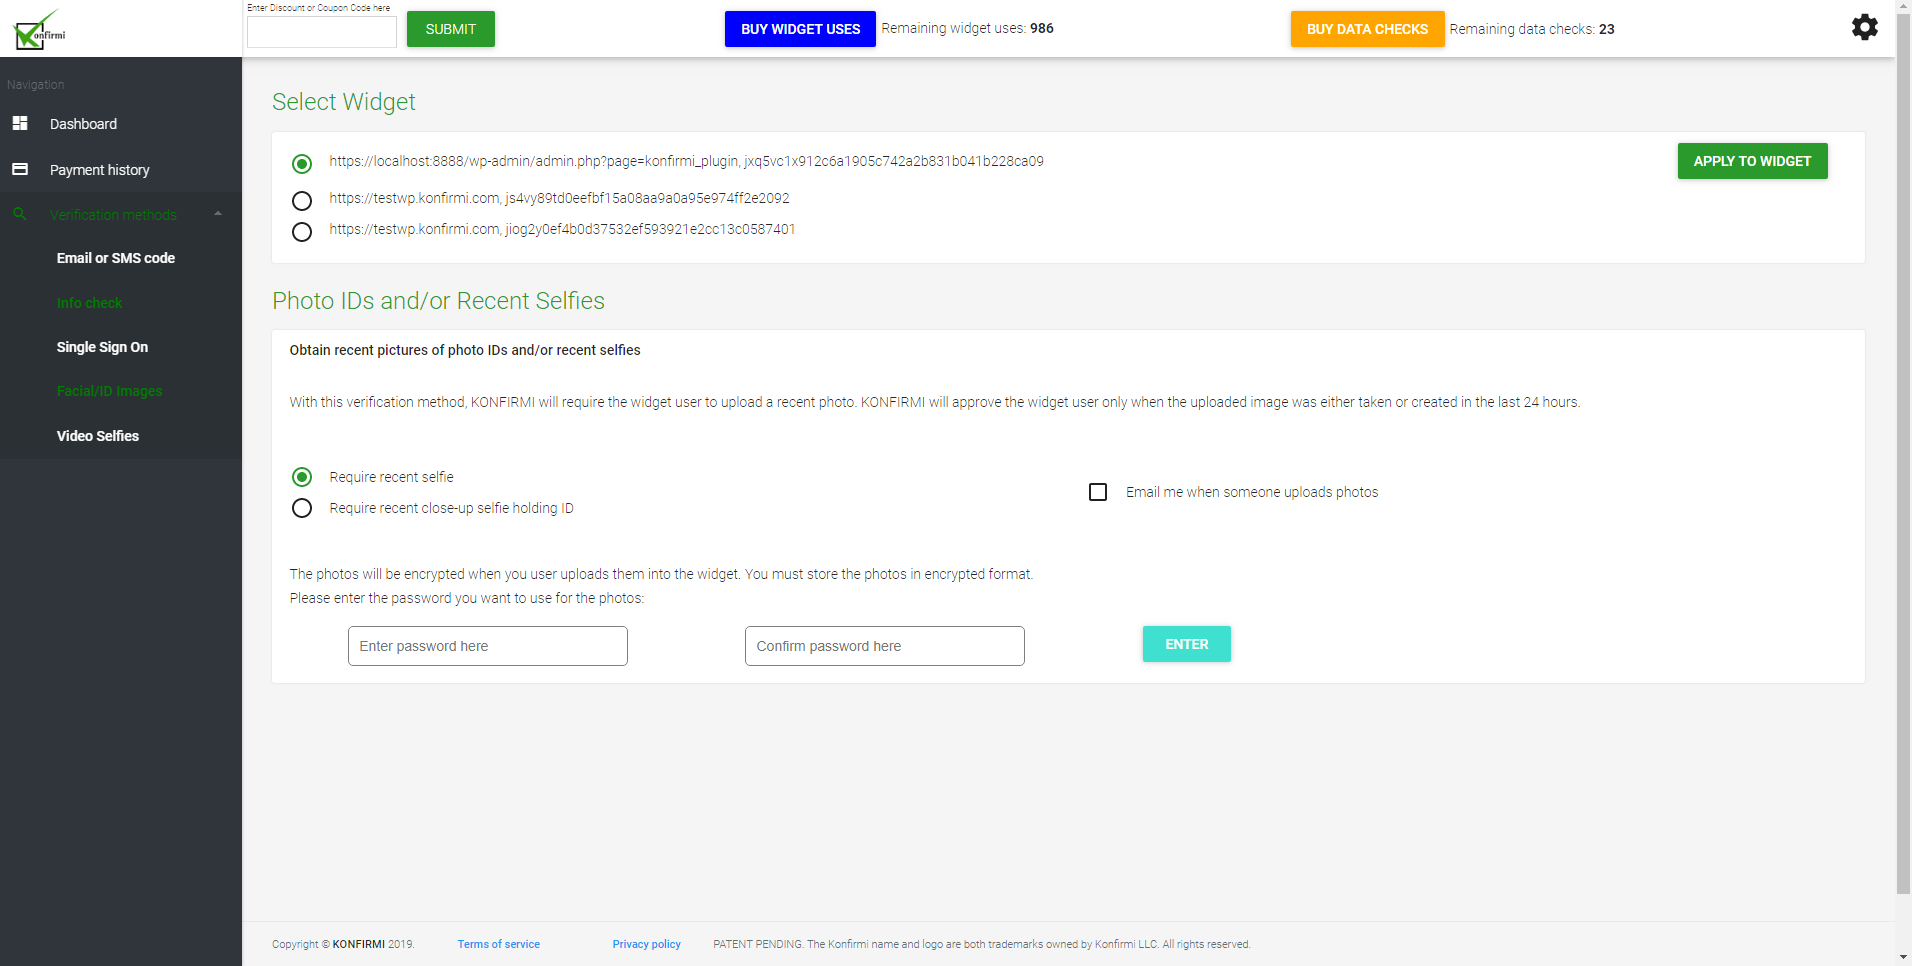 Konfirmi
Enter Discount or Coupon Code here
SUBMIT
BUY WIDGET USES Remaining widget uses: 986
BUY DATA CHECKS Remaining data checks: 23
Navigation
Dashboard
Payment history
Verification methods
Email or SMS code
Info check
Single Sign On
Facial/ID Images
Video Selfies
Select Widget
https://localhost:8888/wp-admin/admin.php?page=konfirmi_plugin, jxq5vc1x912c6a1905c742a2b831b041b228ca09
APPLY TO WIDGET
https://testwp.konfirmi.com, js4vy89td0eefbf15a08aa9a0a95e974ff2e2092
https://testwp.konfirmi.com, jiog2y0ef4b0d37532ef593921e2cc13c0587401
Photo IDs and/or Recent Selfies
Obtain recent pictures of photo IDs and/or recent selfies
With this verification method, KONFIRMI will require the widget user to upload a recent photo. KONFIRMI will approve the widget user only when the uploaded image was either taken or created in the last 24 hours.
Require recent selfie
Require recent close-up selfie holding ID
Email me when someone uploads photos
The photos will be encrypted when you user uploads them into the widget. You must store the photos in encrypted format.
Please enter the password you want to use for the photos:
Enter password here
Confirm password here
ENTER
Copyright © KONFIRMI 2019. Terms of service Privacy policy PATENT PENDING. The Konfirmi name and logo are both trademarks owned by Konfirmi LLC. All rights reserved.